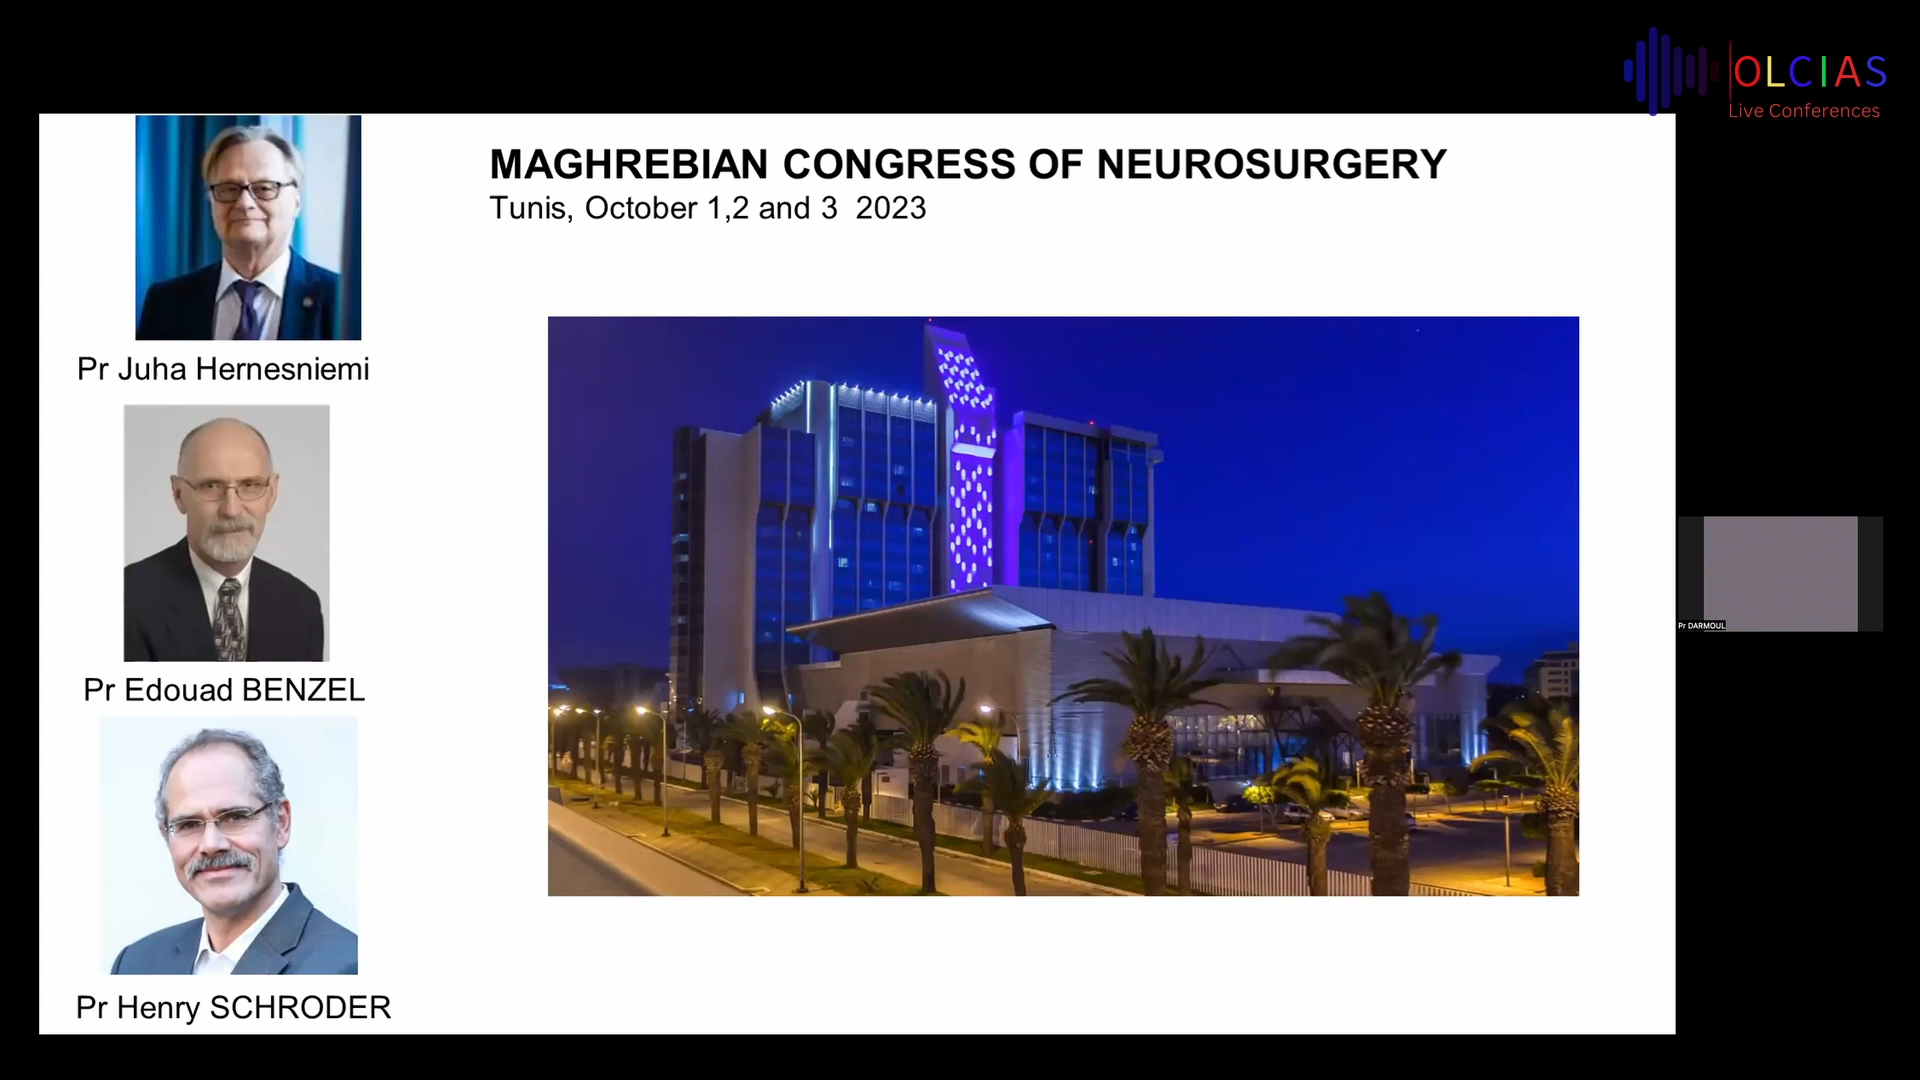 OLCIAS
Live Conferences
MAGHREBIAN CONGRESS OF NEUROSURGERY
Tunis, October 1,2 and 3  2023
Pr Juha Hernesniemi
Pr Edouad BENZEL
Pr Henry SCHRODER
Pr DARMOUL